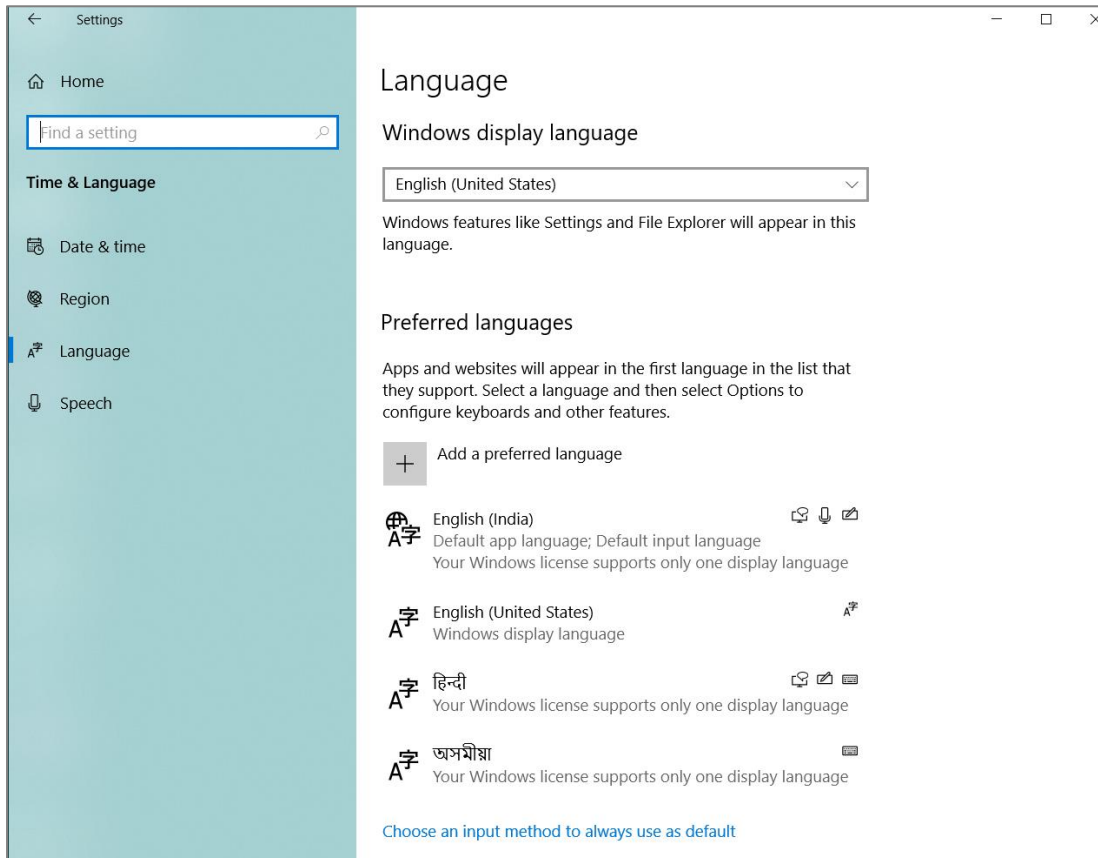 Settings
Home
Find a setting
Time & Language
Date & time
Region
Language
Speech
Language
Windows display language
English (United States)
Windows features like Settings and File Explorer will appear in this
language.
Preferred languages
Apps and websites will appear in the first language in the list that
they support. Select a language and then select Options to
configure keyboards and other features.
Add a preferred language
English (India)
Default app language; Default input language
Your Windows license supports only one display language
English (United States)
Windows display language
हिन्दी
Your Windows license supports only one display language
অসমীয়া
Your Windows license supports only one display language
Choose an input method to always use as default